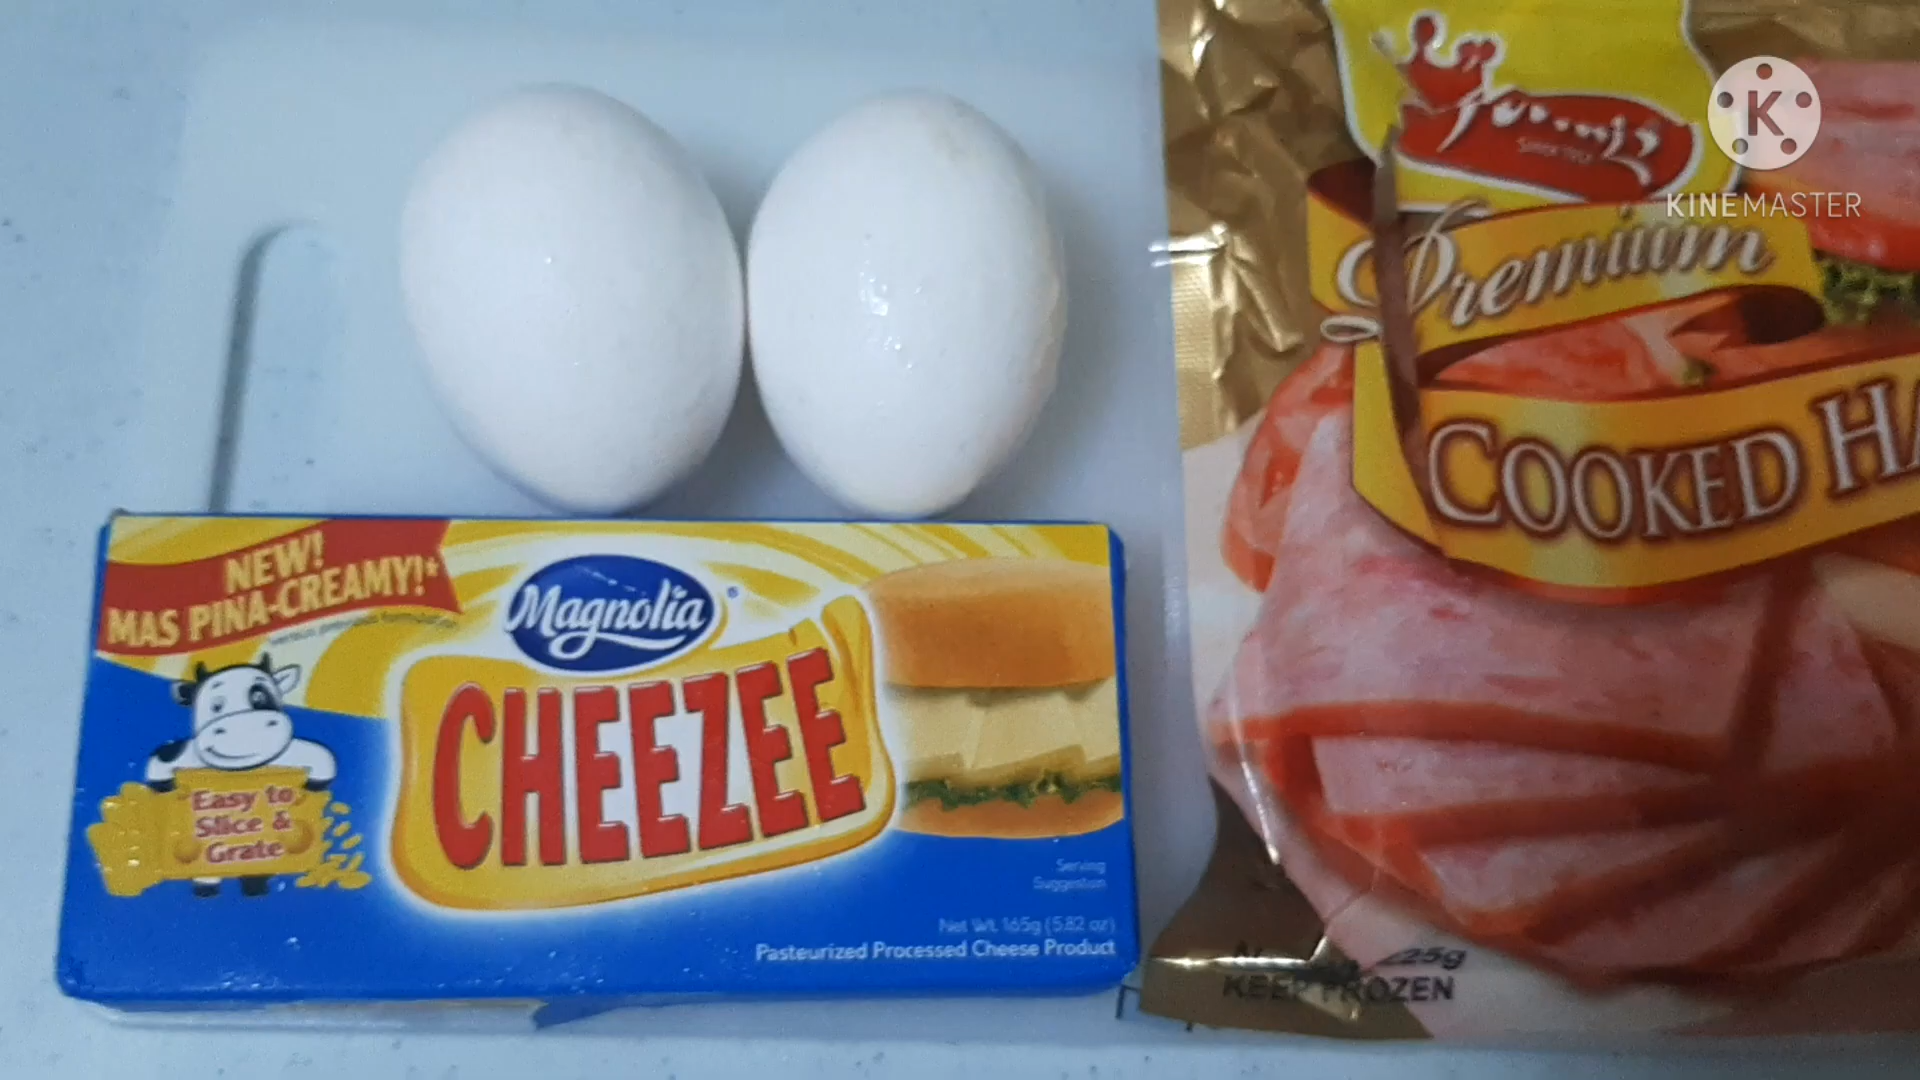 K
KINEMASTER
Premium
COOKED
NEW!
MAS PINA-CREAMY!*
Magnolia
CHEEZEE
Easy to
Slice &
Grate
Serving
Suggestion
Net Wt. 165g (5.82 oz)
Pasteurized Processed Cheese Product
KEEP FROZEN